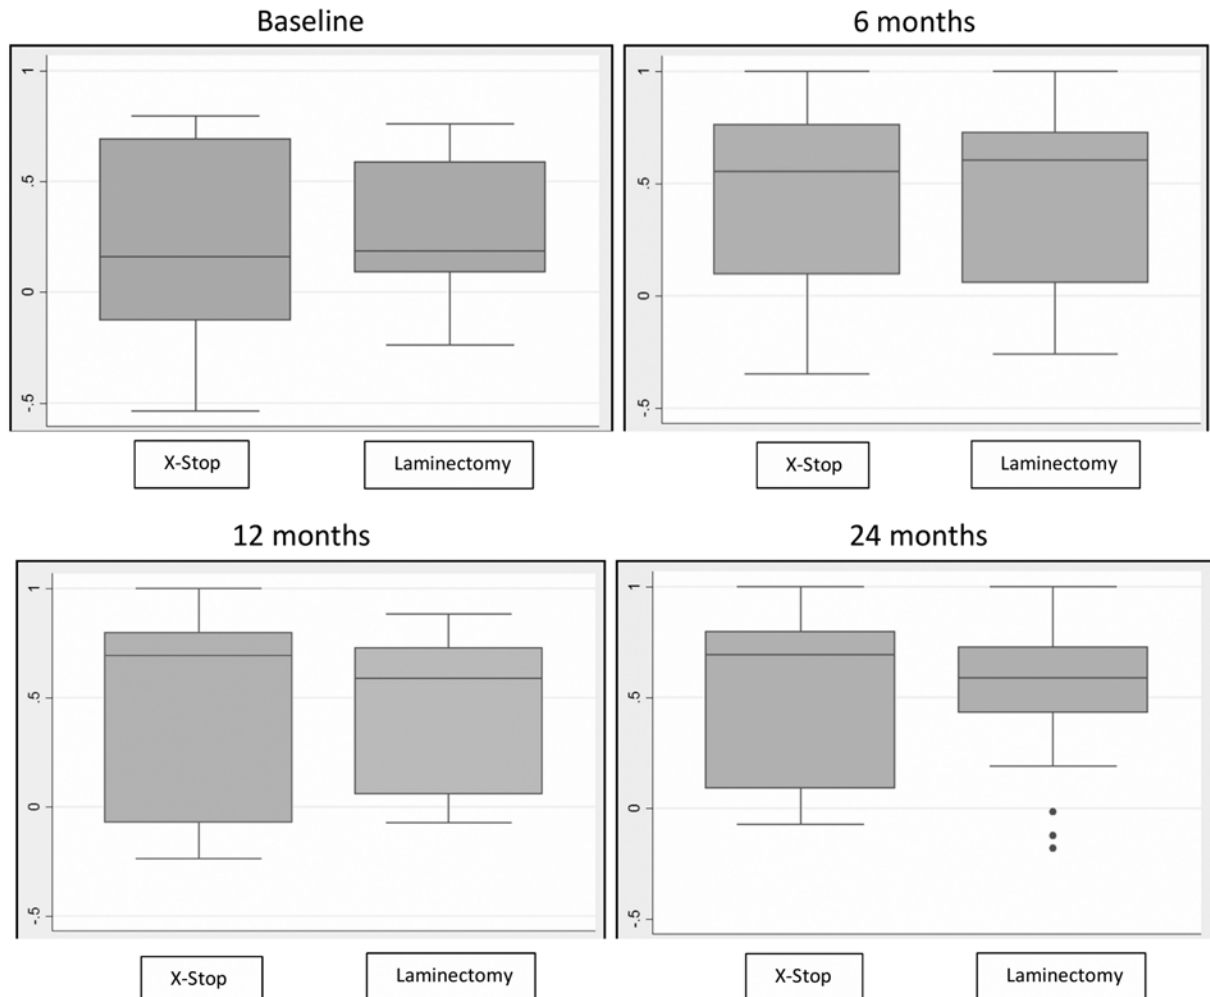 Baseline
1
.5
0
-.5
X-Stop
Laminectomy
6 months
1
.5
0
-.5
X-Stop
Laminectomy
12 months
1
.5
0
-.5
X-Stop
Laminectomy
24 months
1
.5
0
-.5
X-Stop
Laminectomy